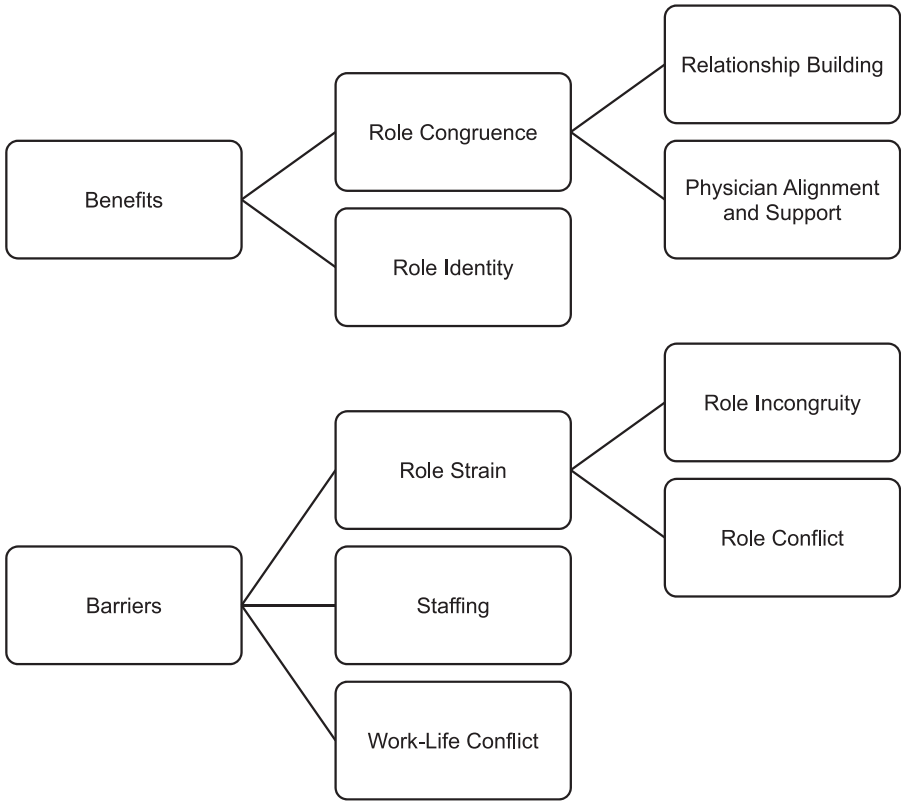 Benefits
Role Congruence
Relationship Building
Physician Alignment
and Support
Role Identity
Barriers
Role Strain
Role Incongruity
Role Conflict
Staffing
Work-Life Conflict